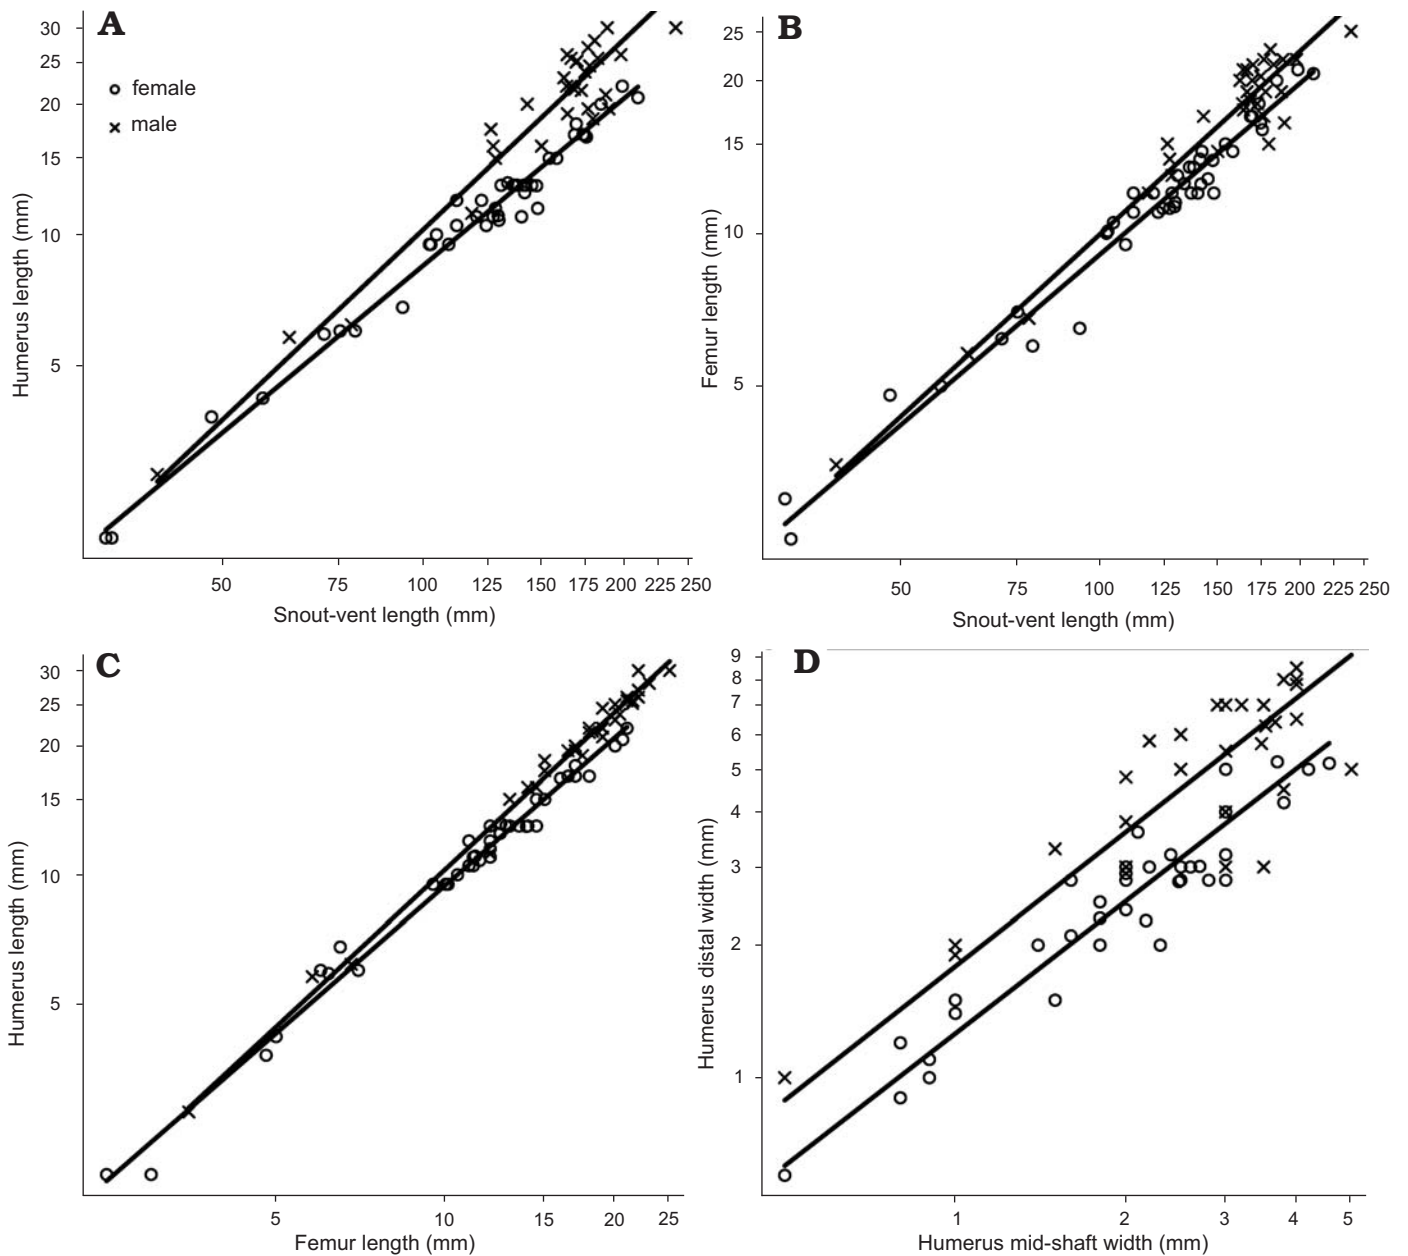 A
30
25
20
15
10
5
Humerus length (mm)
female
male
50 75 100 125 150 175 200 225 250
Snout-vent length (mm)
B
25
20
15
10
5
Femur length (mm)
50 75 100 125 150 175 200 225 250
Snout-vent length (mm)
C
30
25
20
15
10
5
Humerus length (mm)
5 10 15 20 25
Femur length (mm)
D
9
8
7
6
5
4
3
2
1
Humerus distal width (mm)
1 2 3 4 5
Humerus mid-shaft width (mm)